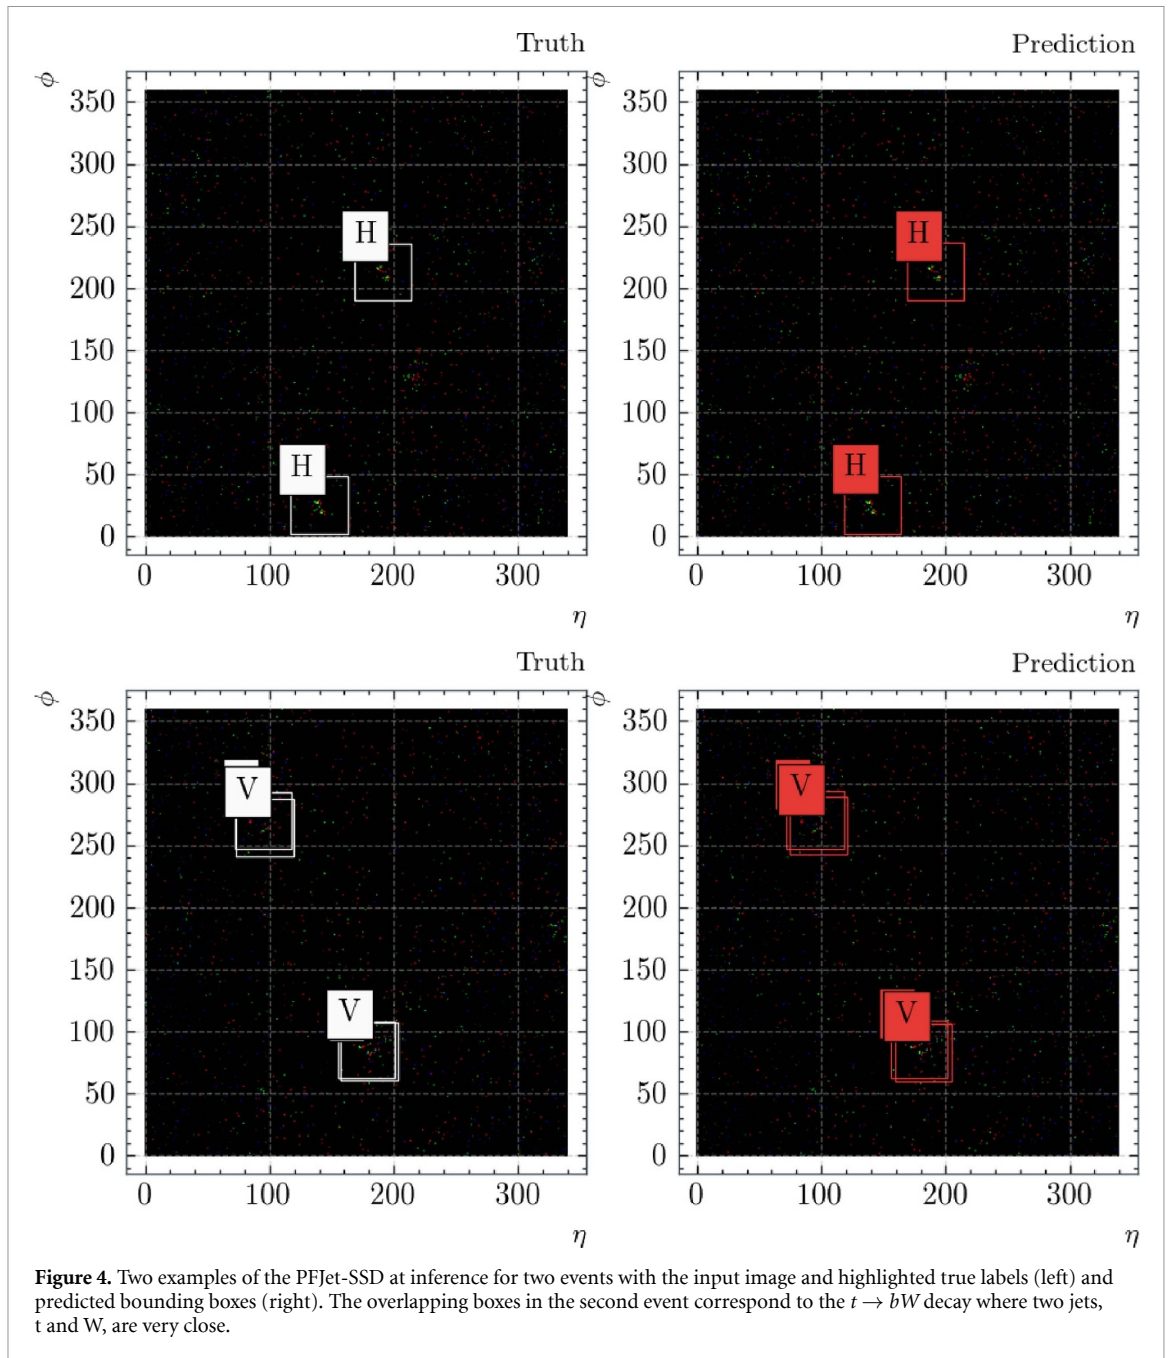 Truth
Prediction
ϕ
ϕ
350
350
300
300
250
250
H
H
200
200
150
150
100
100
H
H
50
50
0
0
0 100 200 300
0 100 200 300
η
η
Truth
Prediction
ϕ
ϕ
350
350
300
300
V
V
250
250
200
200
150
150
V
V
100
100
50
50
0
0
0 100 200 300
0 100 200 300
η
η
Figure 4. Two examples of the PFJet-SSD at inference for two events with the input image and highlighted true labels (left) and
predicted bounding boxes (right). The overlapping boxes in the second event correspond to the t → bW decay where two jets,
t and W, are very close.